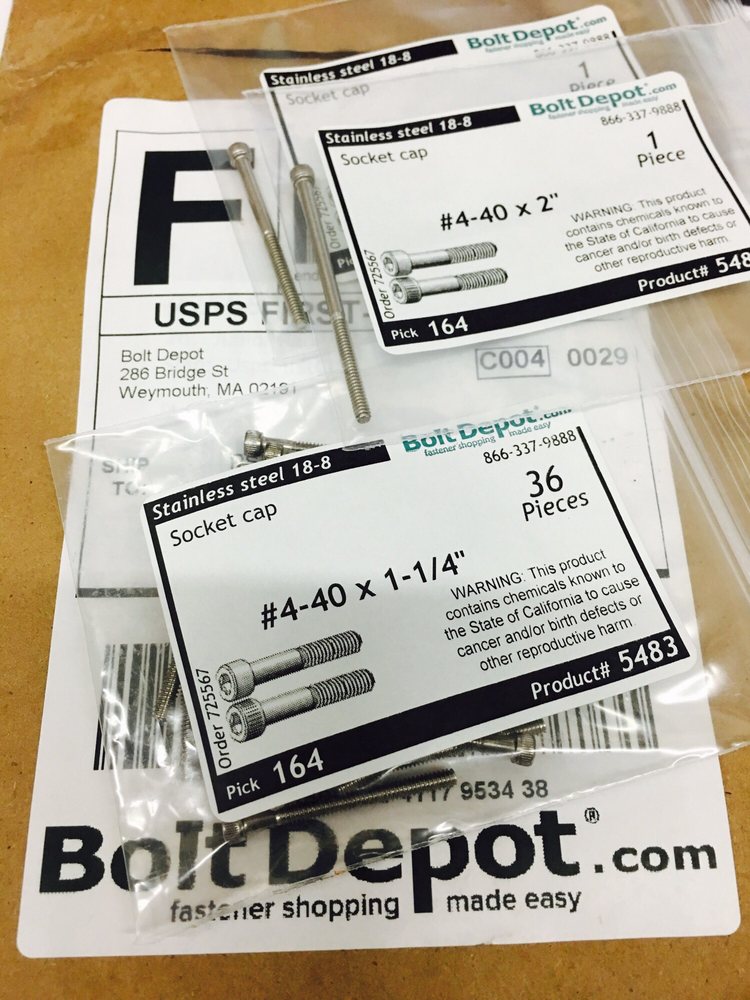 Stainless steel 18-8
Bolt Depot.com
fastener shopping made easy
Socket cap
1
Piece
Stainless steel 18-8
Bolt Depot.com
fastener shopping made easy
866-337-9888
Socket cap
1
Piece
#4-40 x 2"
WARNING: This product
contains chemicals known to
the State of California to cause
cancer and/or birth defects or
other reproductive harm.
Order 725567
Product# 548
Pick 164
F
USPS FIRST-
Bolt Depot
286 Bridge St
Weymouth, MA 02191
C004 0029
SHIP
TO:
Stainless steel 18-8
Bolt Depot.com
fastener shopping made easy
866-337-9888
Socket cap
36
Pieces
#4-40 x 1-1/4"
WARNING: This product
contains chemicals known to
the State of California to cause
cancer and/or birth defects or
other reproductive harm.
Order 725567
Product# 5483
Pick 164
9534 38
Bolt Depot®.com
fastener shopping made easy